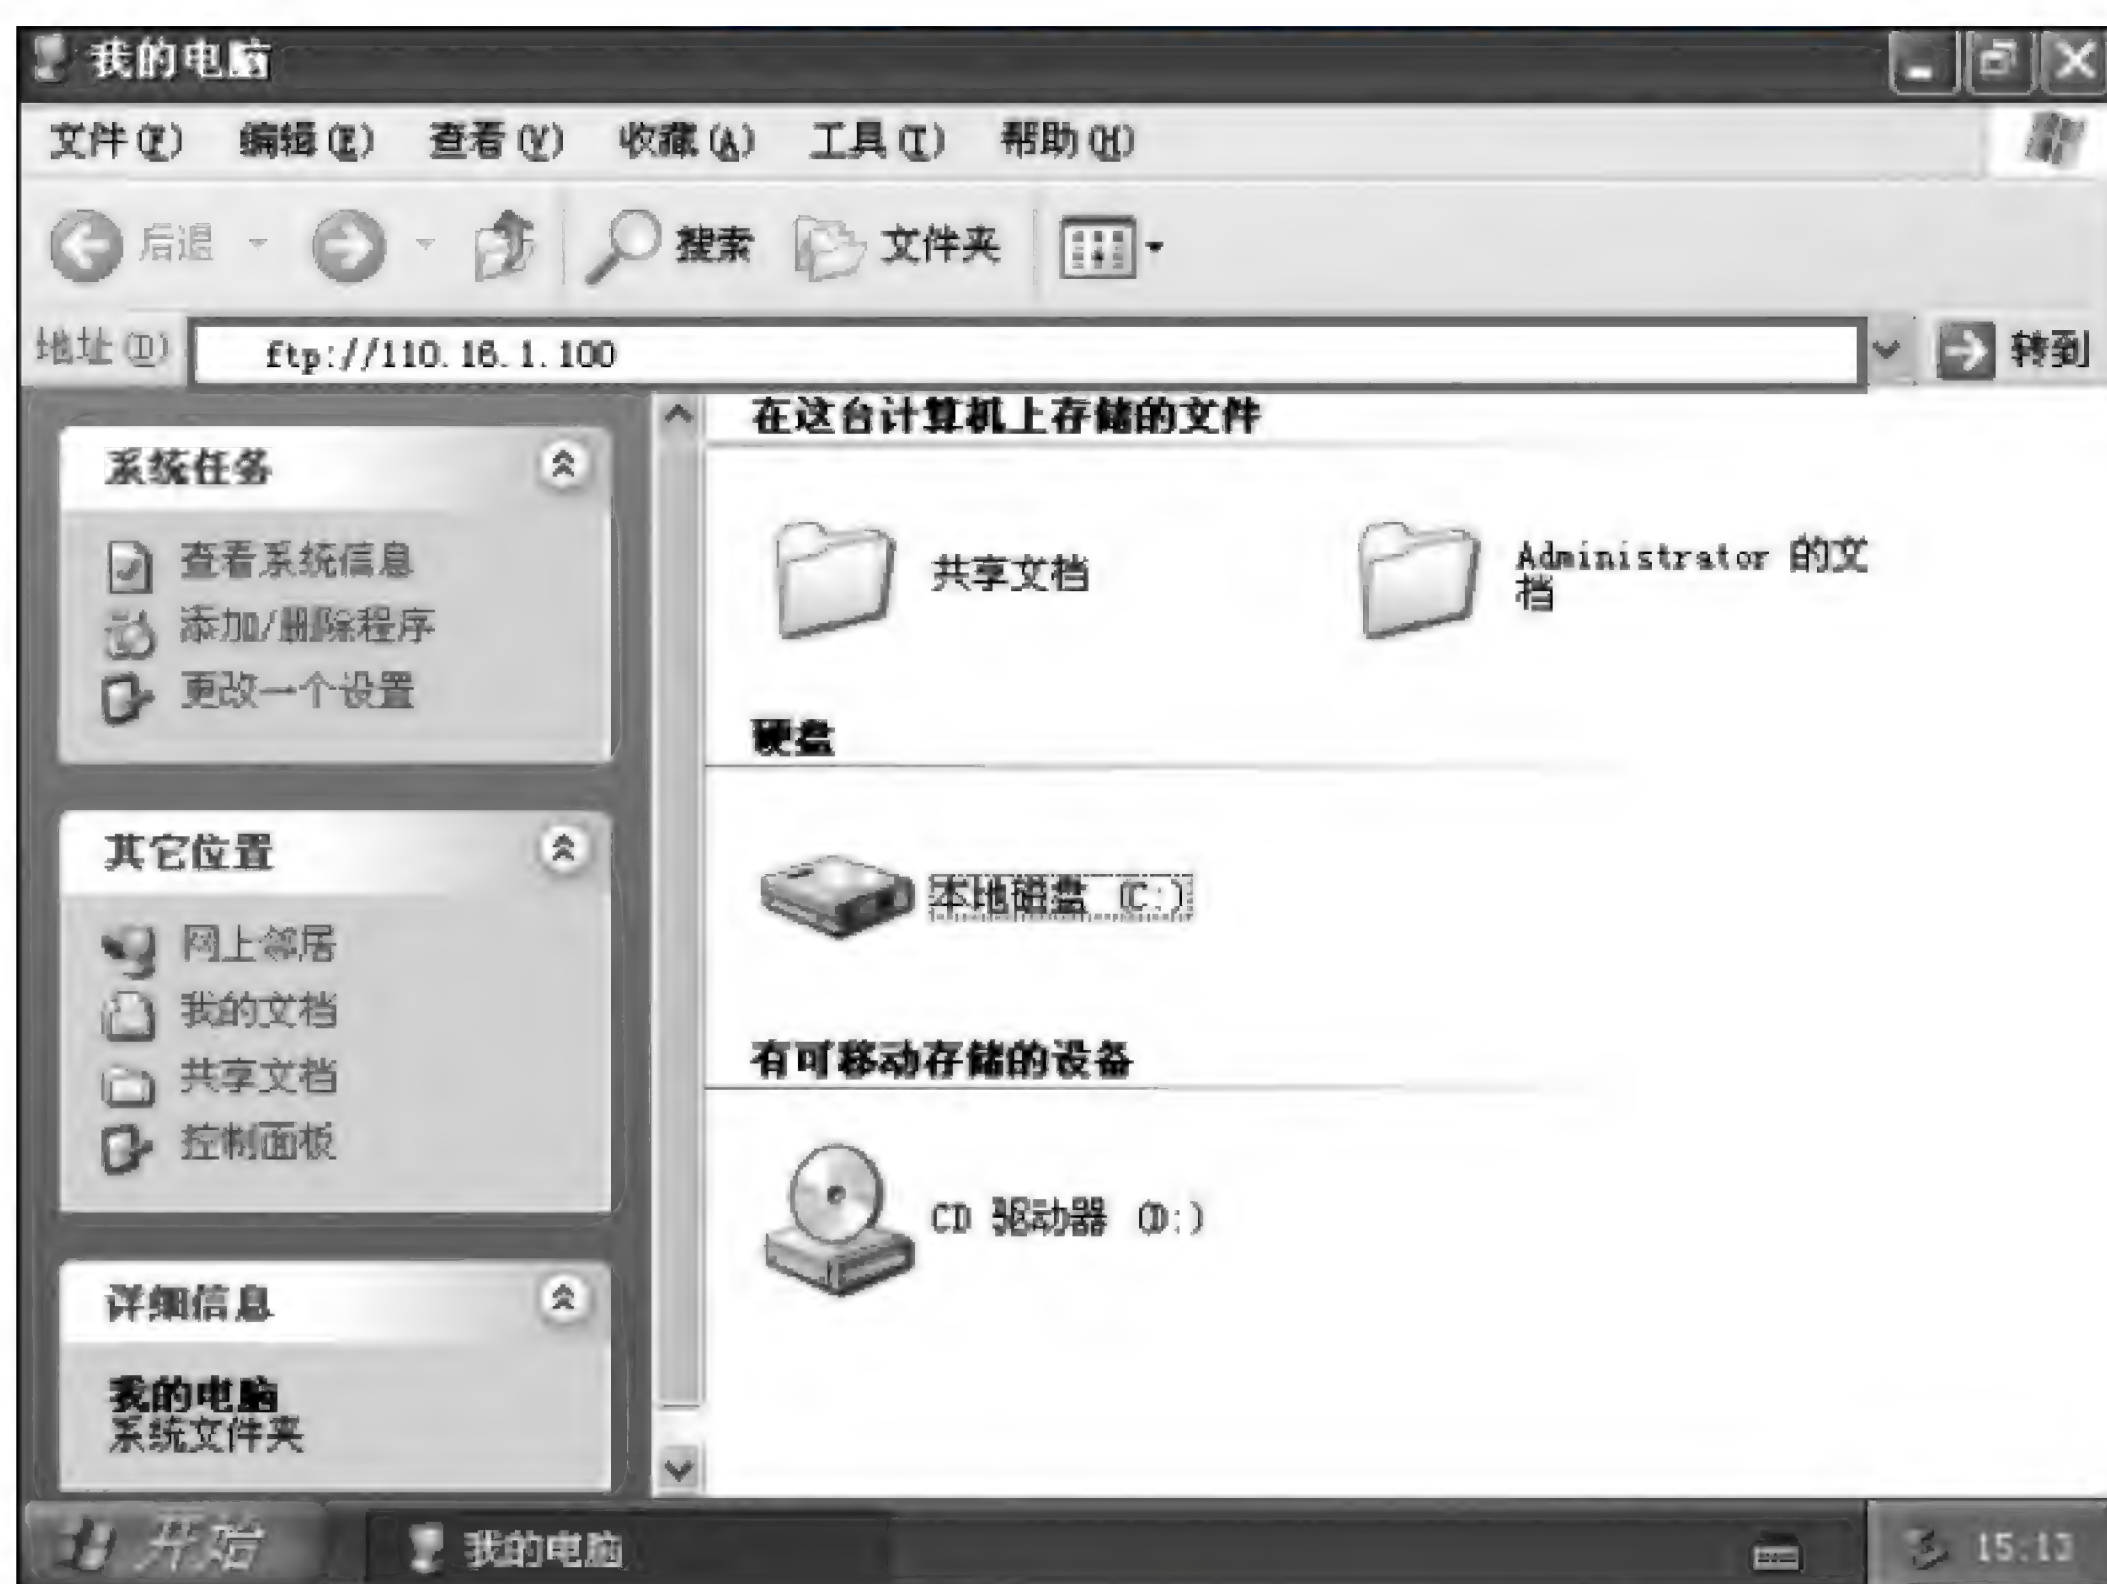 我的电脑
文件(F) 编辑(E) 查看(V) 收藏(A) 工具(T) 帮助(H)
后退 搜索 文件夹
地址(D) ftp://110.16.1.100 转到
系统任务
查看系统信息
添加/删除程序
更改一个设置
其它位置
网上邻居
我的文档
共享文档
控制面板
详细信息
我的电脑
系统文件夹
在这台计算机上存储的文件
共享文档
Administrator 的文
档
硬盘
本地磁盘 (C:)
有可移动存储的设备
CD 驱动器 (D:)
开始 我的电脑 15:13